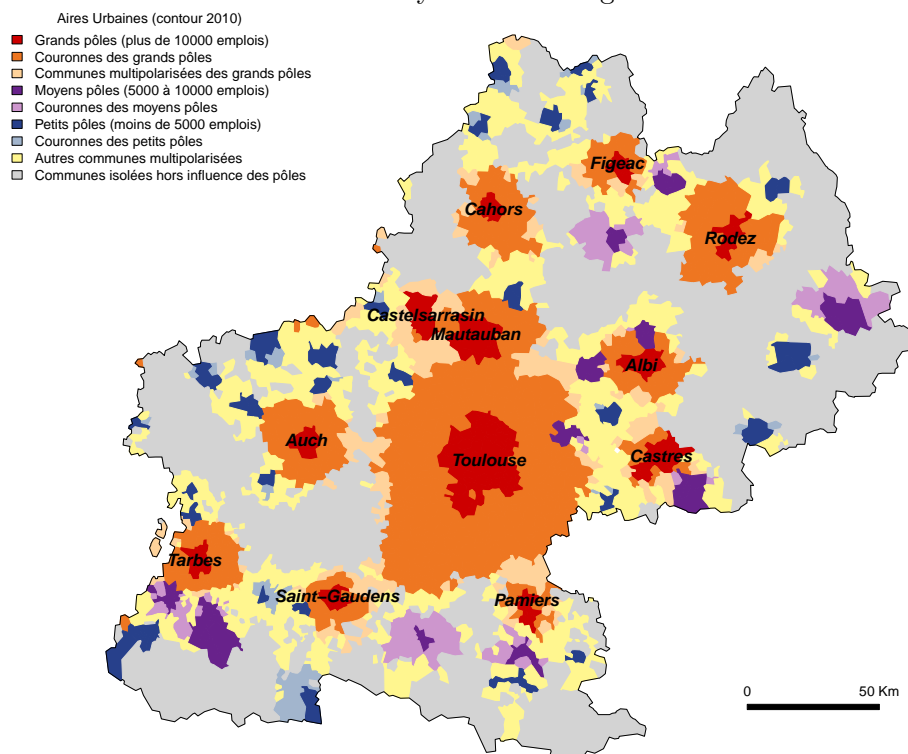 Aires Urbaines (contour 2010)
Grands pôles (plus de 10000 emplois)
Couronnes des grands pôles
Communes multipolarisées des grands pôles
Moyens pôles (5000 à 10000 emplois)
Couronnes des moyens pôles
Petits pôles (moins de 5000 emplois)
Couronnes des petits pôles
Autres communes multipolarisées
Communes isolées hors influence des pôles
Figeac
Cahors
Rodez
Castelsarrasin
Mautauban
Albi
Auch
Toulouse
Castres
Tarbes
Saint−Gaudens
Pamiers
0 50 Km